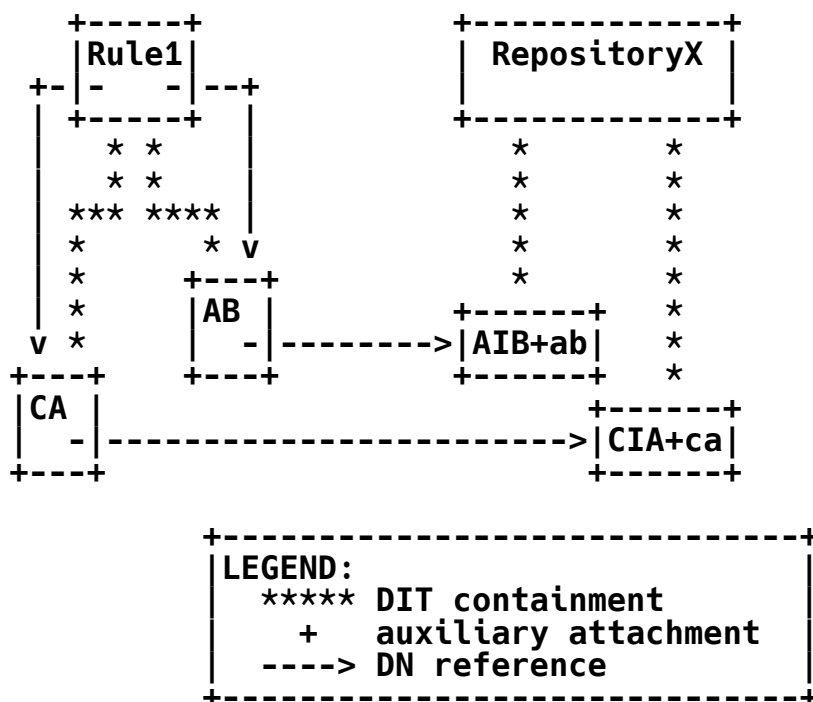 Rule1
RepositoryX
AB
AIB+ab
CA
CIA+ca
LEGEND:
***** DIT containment
+ auxiliary attachment
----> DN reference